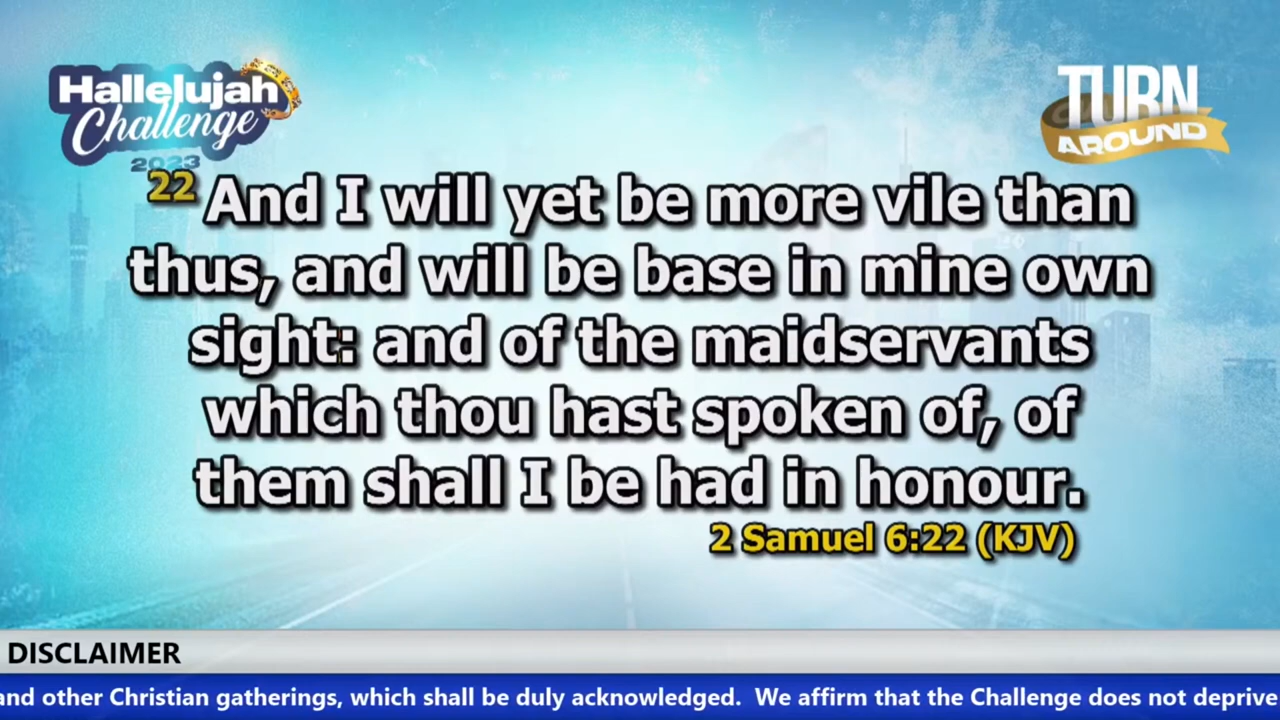 Hallelujah
Challenge
2023
TURN
AROUND
22 And I will yet be more vile than
thus, and will be base in mine own
sight: and of the maidservants
which thou hast spoken of, of
them shall I be had in honour.
2 Samuel 6:22 (KJV)
DISCLAIMER
and other Christian gatherings, which shall be duly acknowledged. We affirm that the Challenge does not deprive